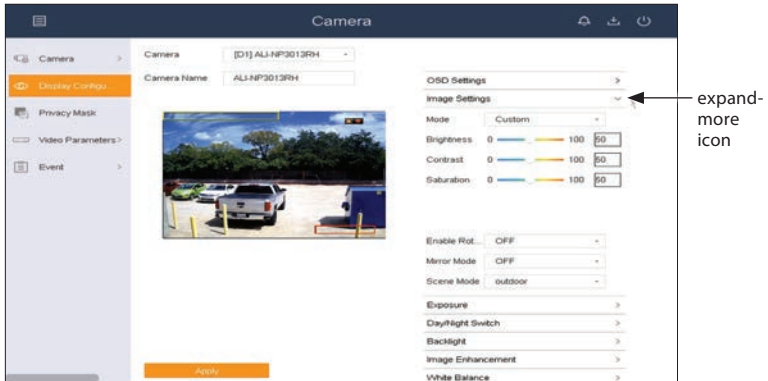 Camera
Camera
Display Configu...
Privacy Mask
Video Parameters
Event
Camera [D1] ALI-NP3013RH
Camera Name ALI-NP3013RH
Apply
OSD Settings
Image Settings
Mode Custom
Brightness 0 100 50
Contrast 0 100 50
Saturation 0 100 50
Enable Rot... OFF
Mirror Mode OFF
Scene Mode outdoor
Exposure
Day/Night Switch
Backlight
Image Enhancement
White Balance
expand-
more
icon